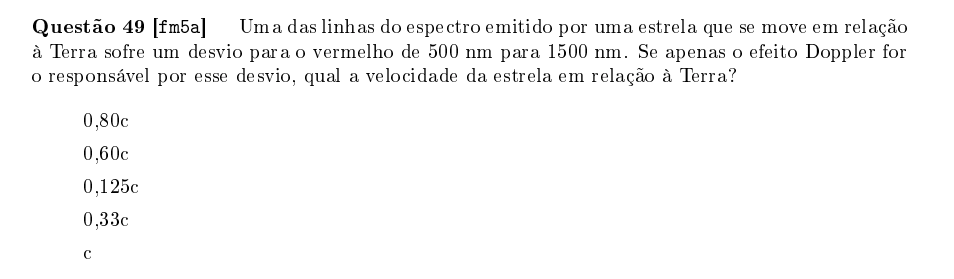 Questão 49 [fm5a] Uma das linhas do espectro emitido por uma estrela que se move em relação
à Terra sofre um desvio para o vermelho de 500 nm para 1500 nm. Se apenas o efeito Doppler for
o responsável por esse desvio, qual a velocidade da estrela em relação à Terra?
0,80c
0,60c
0,125c
0,33c
c